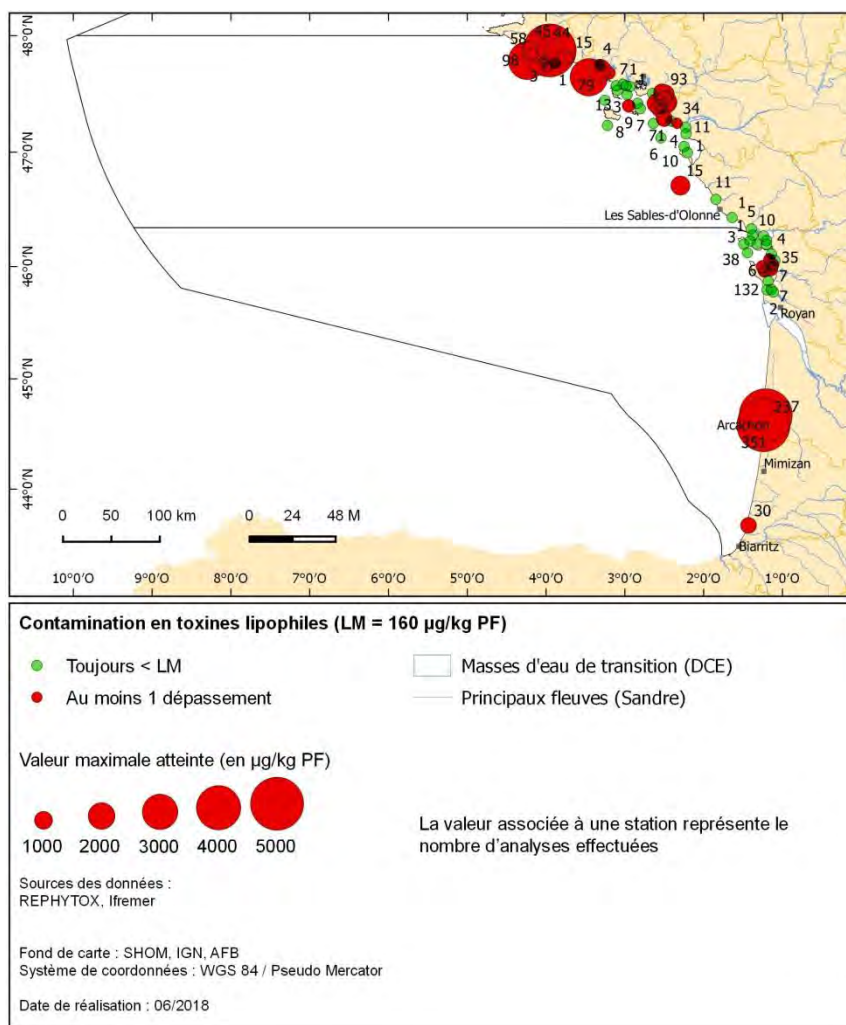 48°0'N
47°0'N
46°0'N
45°0'N
44°0'N
58
45
44
15
4
98
3
1
79
71
1
93
133
34
9
8
7
71
4
11
6
10
1
15
11
Les Sables-d'Olonne
1
5
10
1
3
4
38
35
6
7
132
7
2
Royan
237
Arcachon
351
Mimizan
30
Biarritz
0 50 100 km
0 24 48 M
10°0'O 9°0'O 8°0'O 7°0'O 6°0'O 5°0'O 4°0'O 3°0'O 2°0'O 1°0'O
Contamination en toxines lipophiles (LM = 160 µg/kg PF)
Toujours < LM
Masses d'eau de transition (DCE)
Au moins 1 dépassement
Principaux fleuves (Sandre)
Valeur maximale atteinte (en µg/kg PF)
1000 2000 3000 4000 5000
La valeur associée à une station représente le
nombre d'analyses effectuées
Sources des données :
REPHYTOX, Ifremer
Fond de carte : SHOM, IGN, AFB
Système de coordonnées : WGS 84 / Pseudo Mercator
Date de réalisation : 06/2018